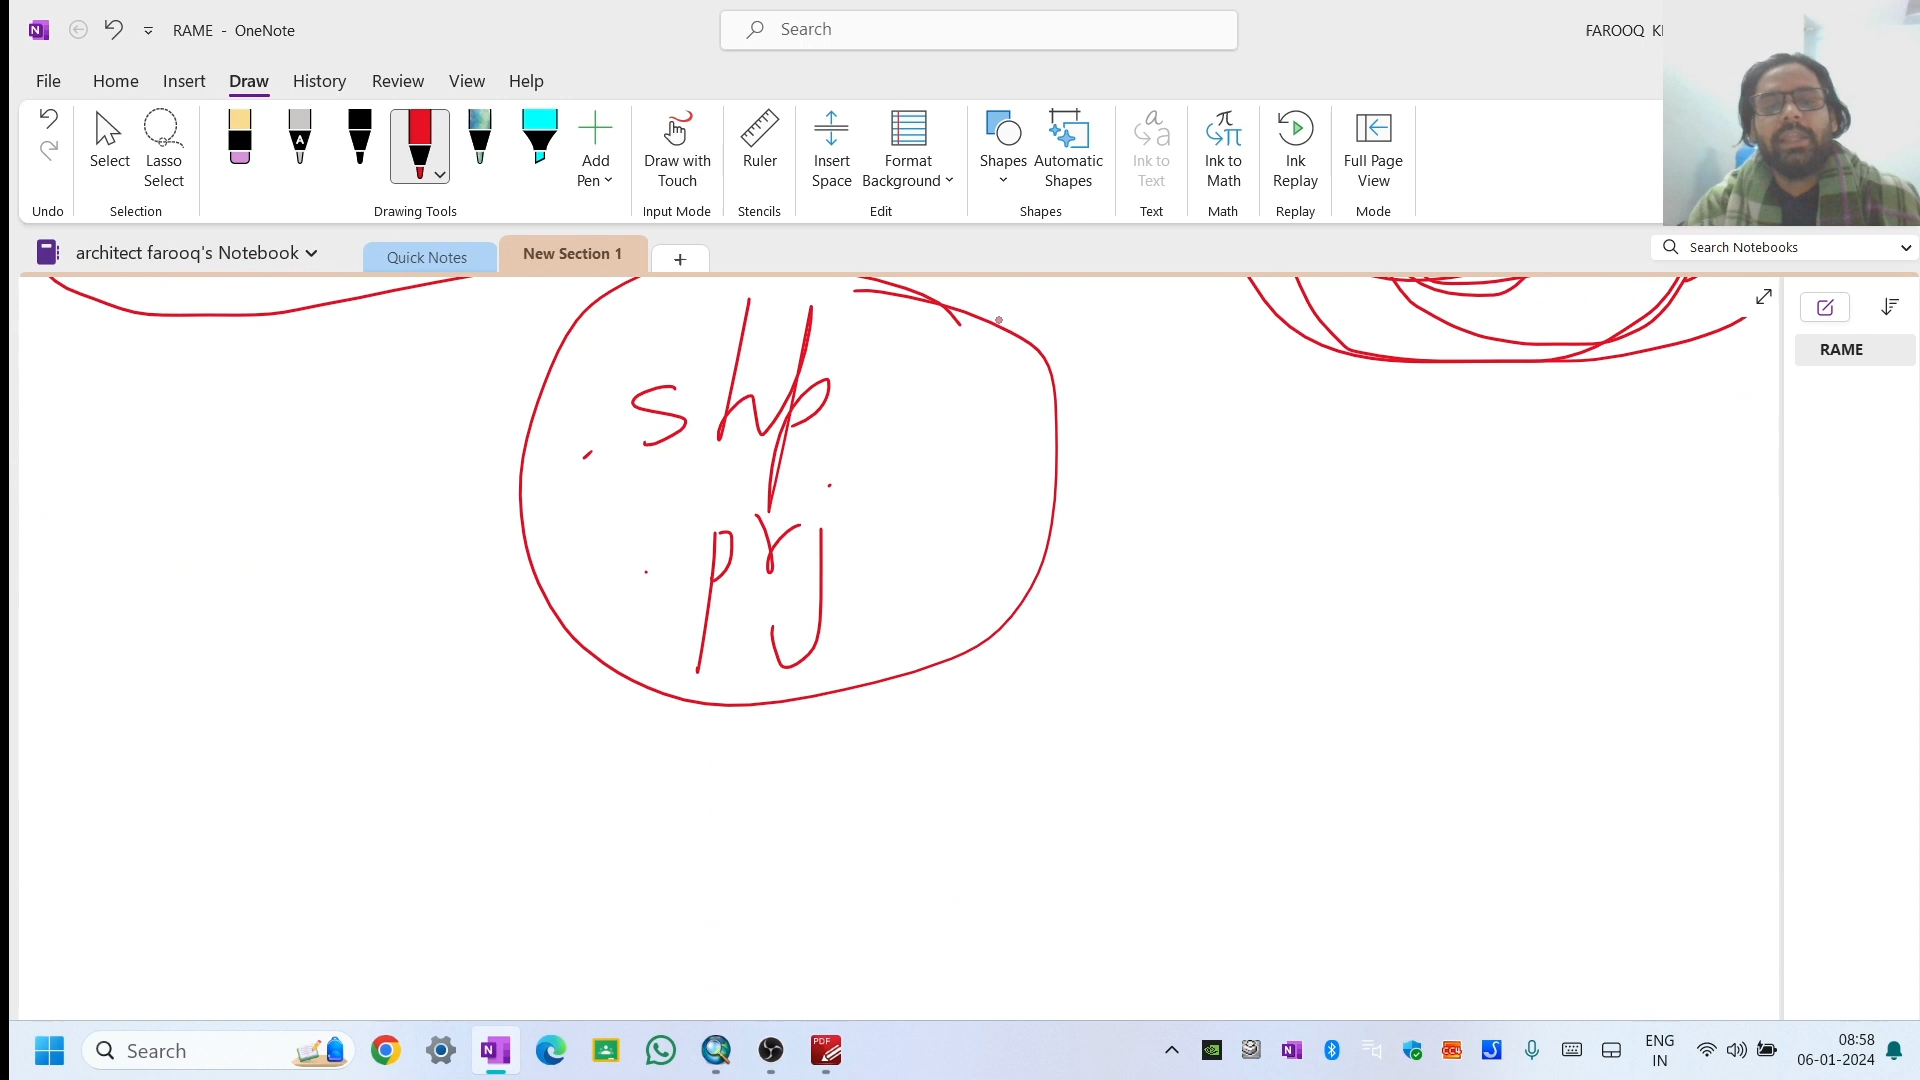 RAME - OneNote
Search
FAROOQ
File Home Insert Draw History Review View Help
Select
Lasso Select
Add Pen
Draw with Touch
Ruler
Insert Space
Format Background
Shapes
Automatic Shapes
Ink to Text
Ink to Math
Ink Replay
Full Page View
Undo Selection Drawing Tools Input Mode Stencils Edit Shapes Text Math Replay Mode
architect farooq's Notebook
Quick Notes
New Section 1
Search Notebooks
RAME
.shp
.prj
Search
ENG
IN
08:58
06-01-2024